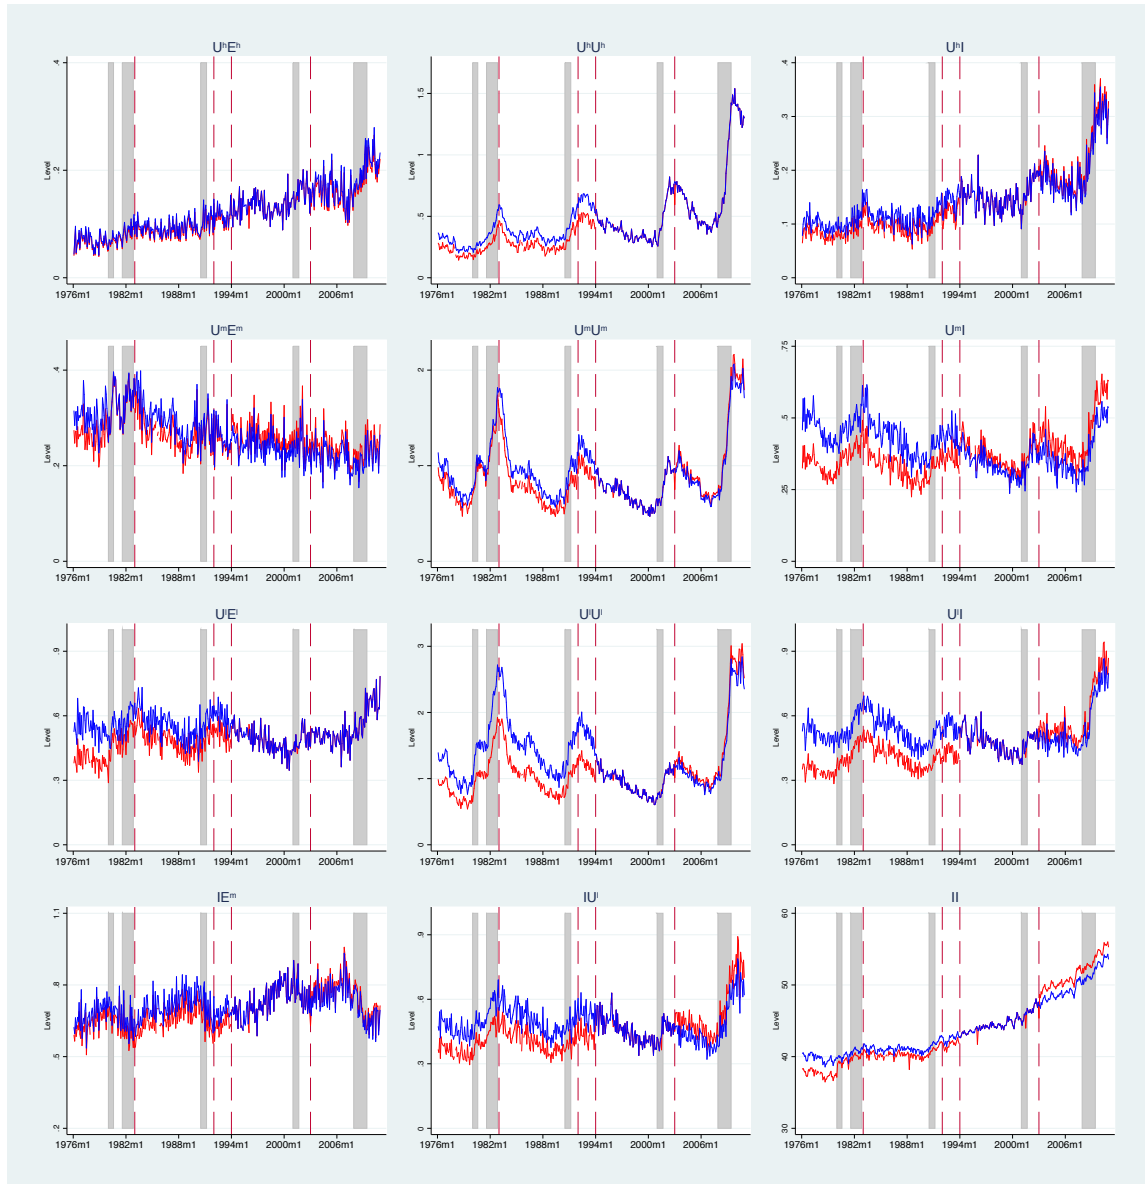 UʰEʰ
Level
.4
.2
0
1976m1 1982m1 1988m1 1994m1 2000m1 2006m1
UʰUʰ
Level
1.5
1
.5
0
1976m1 1982m1 1988m1 1994m1 2000m1 2006m1
UʰI
Level
.4
.3
.2
.1
0
1976m1 1982m1 1988m1 1994m1 2000m1 2006m1
UᵐEᵐ
Level
.4
.2
0
1976m1 1982m1 1988m1 1994m1 2000m1 2006m1
UᵐUᵐ
Level
2
1
0
1976m1 1982m1 1988m1 1994m1 2000m1 2006m1
UᵐI
Level
.75
.5
.25
0
1976m1 1982m1 1988m1 1994m1 2000m1 2006m1
UˡEˡ
Level
.9
.6
.3
0
1976m1 1982m1 1988m1 1994m1 2000m1 2006m1
UˡUˡ
Level
3
2
1
0
1976m1 1982m1 1988m1 1994m1 2000m1 2006m1
UˡI
Level
.9
.6
.3
0
1976m1 1982m1 1988m1 1994m1 2000m1 2006m1
IEᵐ
Level
1.1
.8
.5
.2
1976m1 1982m1 1988m1 1994m1 2000m1 2006m1
IUˡ
Level
.9
.6
.3
0
1976m1 1982m1 1988m1 1994m1 2000m1 2006m1
II
Level
60
50
40
30
1976m1 1982m1 1988m1 1994m1 2000m1 2006m1